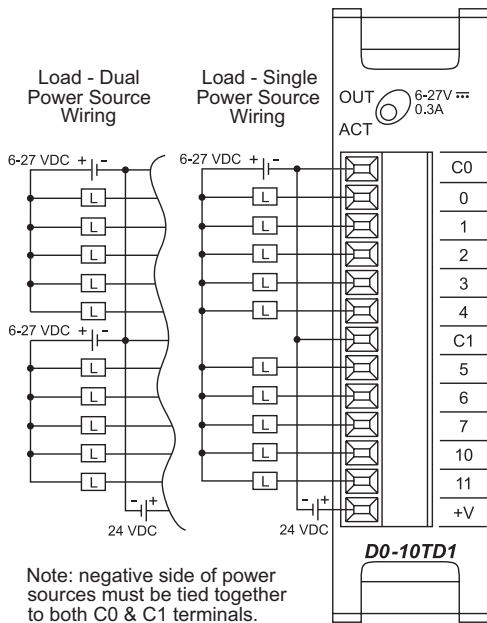 Load - Dual
Power Source
Wiring
6-27 VDC + -
L
L
L
L
L
6-27 VDC + -
L
L
L
L
L
- +
24 VDC
Load - Single
Power Source
Wiring
6-27 VDC + -
L
L
L
L
L
L
L
L
L
L
- +
24 VDC
OUT
ACT
6-27V ⎓
0.3A
C0
0
1
2
3
4
C1
5
6
7
10
11
+V
D0-10TD1
Note: negative side of power
sources must be tied together
to both C0 & C1 terminals.